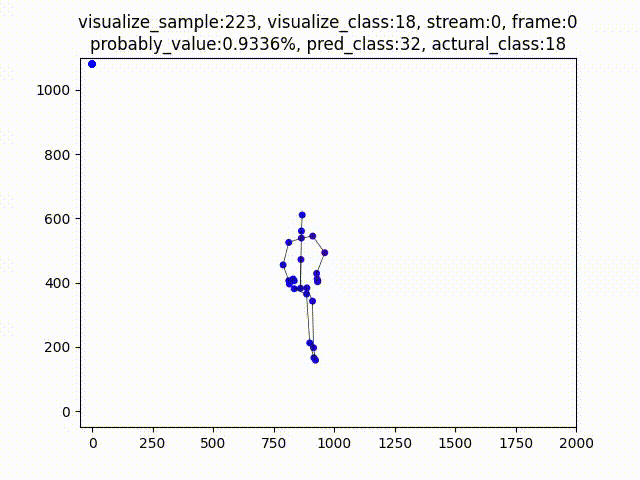 visualize_sample:223, visualize_class:18, stream:0, frame:0
probably_value:0.9336%, pred_class:32, actural_class:18
1000
800
600
400
200
0
0 250 500 750 1000 1250 1500 1750 2000